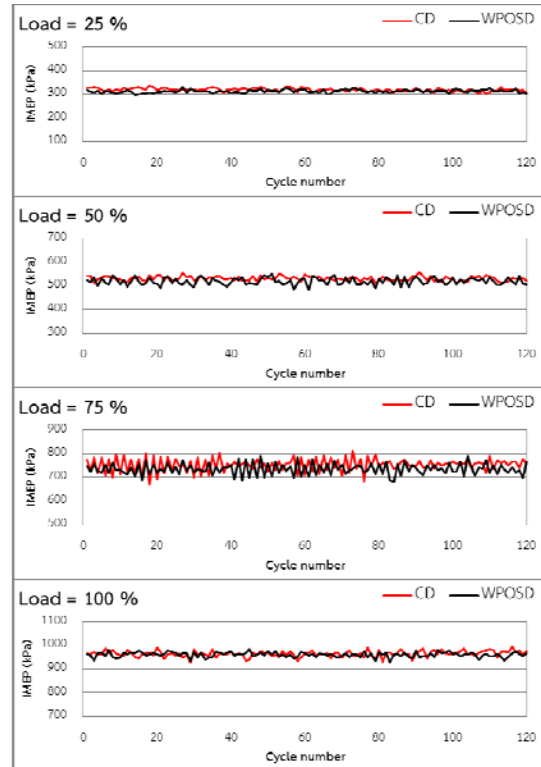 Load = 25 %
CD
WPOSD
500
400
300
200
100
IMEP (kPa)
0 20 40 60 80 100 120
Cycle number
Load = 50 %
CD
WPOSD
700
600
500
400
300
IMEP (kPa)
0 20 40 60 80 100 120
Cycle number
Load = 75 %
CD
WPOSD
900
800
700
600
500
IMEP (kPa)
0 20 40 60 80 100 120
Cycle number
Load = 100 %
CD
WPOSD
1100
1000
900
800
700
IMEP (kPa)
0 20 40 60 80 100 120
Cycle number